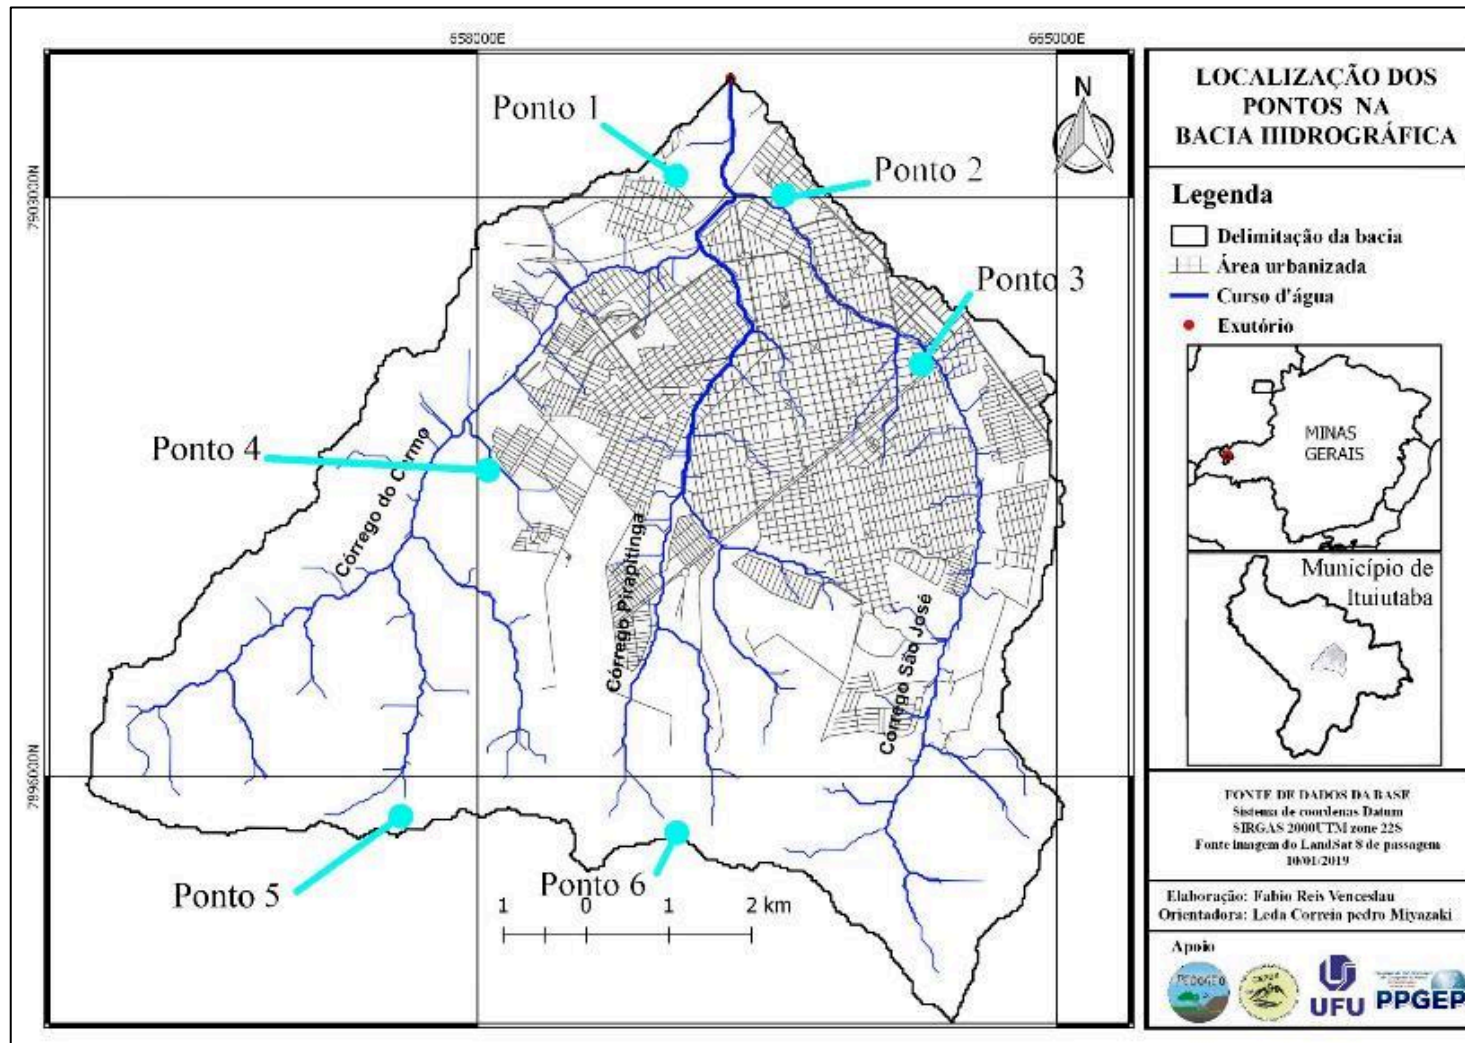 658000E
665000E
7903000N
7896000N
N
Ponto 1
Ponto 2
Ponto 3
Ponto 4
Ponto 5
Ponto 6
Córrego do Carmo
Córrego Pirapitinga
Córrego São José
1 0 1 2 km
LOCALIZAÇÃO DOS
PONTOS NA
BACIA HIDROGRÁFICA
Legenda
Delimitação da bacia
Área urbanizada
Curso d'água
Exutório
MINAS
GERAIS
Município de
Ituiutaba
FONTE DE DADOS DA BASE
Sistema de coordenas Datum
SIRGAS 2000UTM zone 22S
Fonte imagem do LandSat 8 de passagem
10/01/2019
Elaboração: Fabio Reis Venceslau
Orientadora: Leda Correia pedro Miyazaki
Apoio
PEDOGEO
UFU
PPGEP